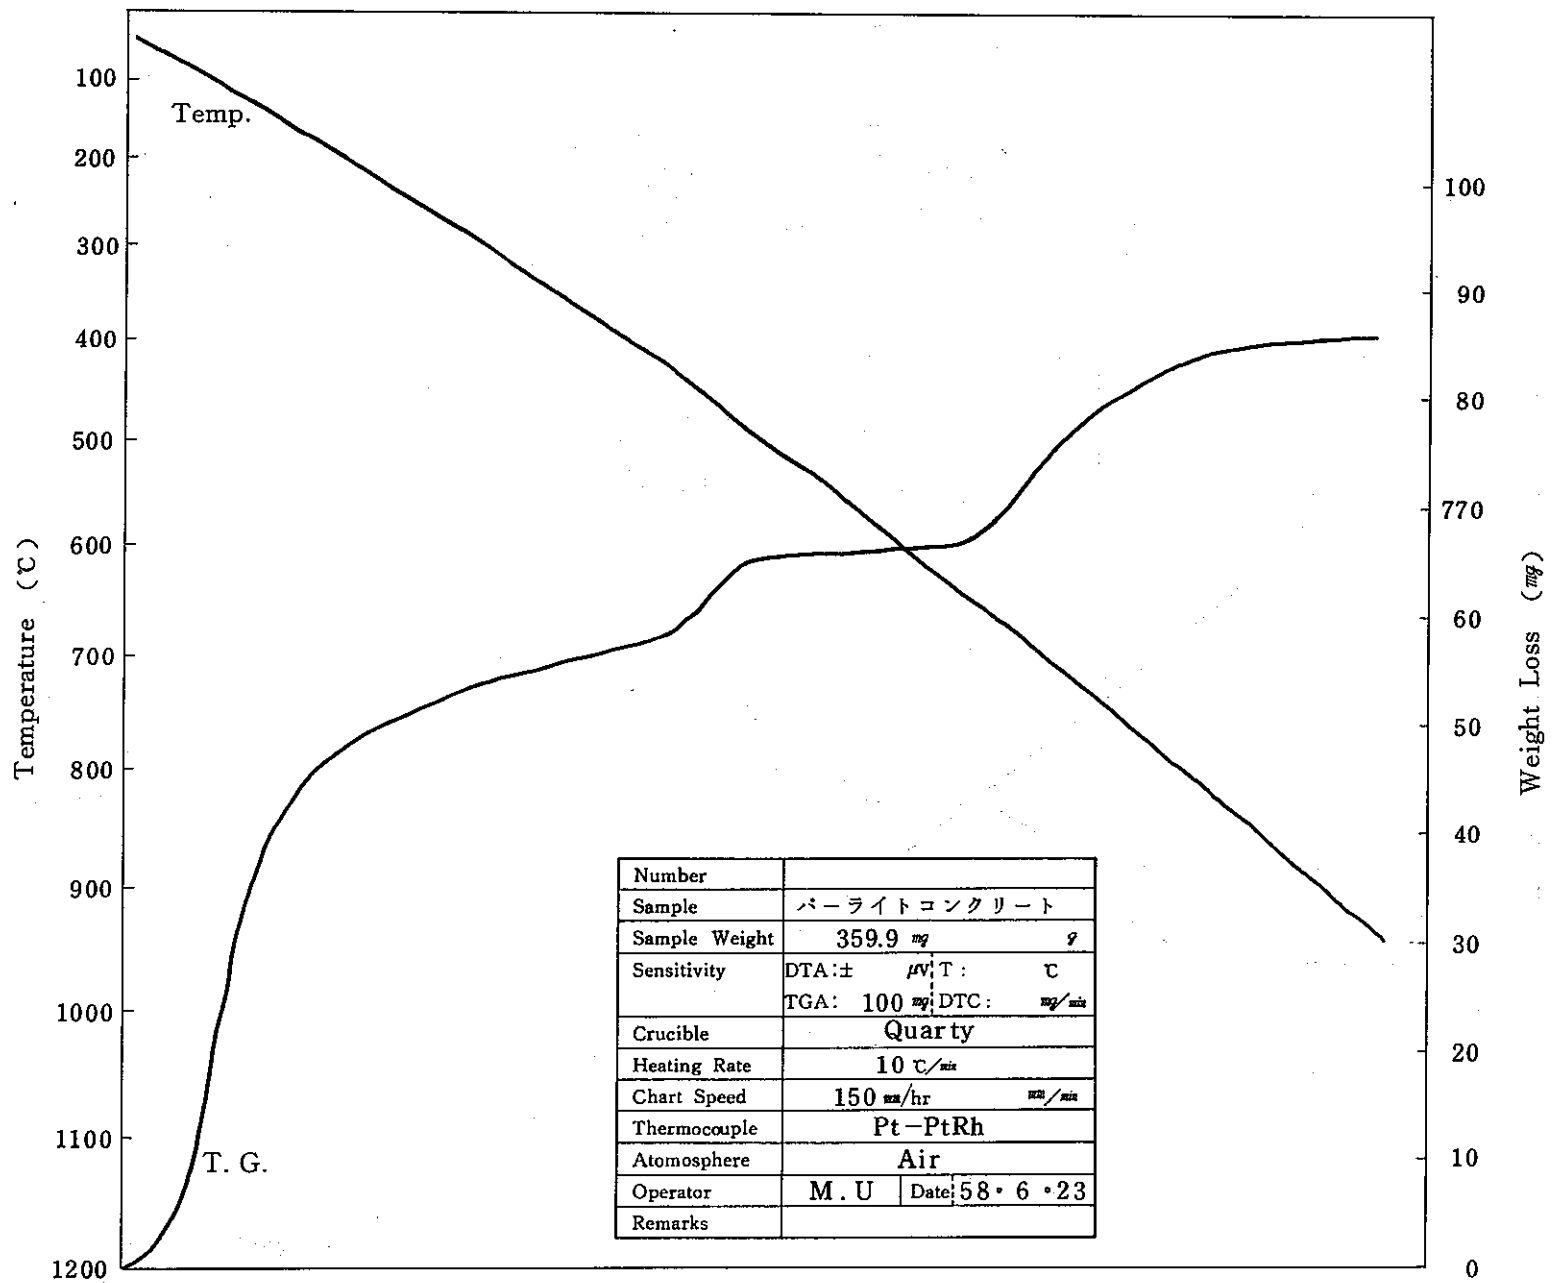 100
Temp.
200
300
400
500
600
700
800
900
1000
1100
1200
Temperature (℃)
T. G.
100
90
80
770
60
50
40
30
20
10
0
Weight Loss (mg)
Number
Sample パーライトコンクリート
Sample Weight 359.9 mg g
Sensitivity DTA:± μV T: ℃
TGA: 100 mg DTC: mg/min
Crucible Quarty
Heating Rate 10 ℃/min
Chart Speed 150 mm/hr mm/min
Thermocouple Pt-PtRh
Atomosphere Air
Operator M.U Date 58・6・23
Remarks